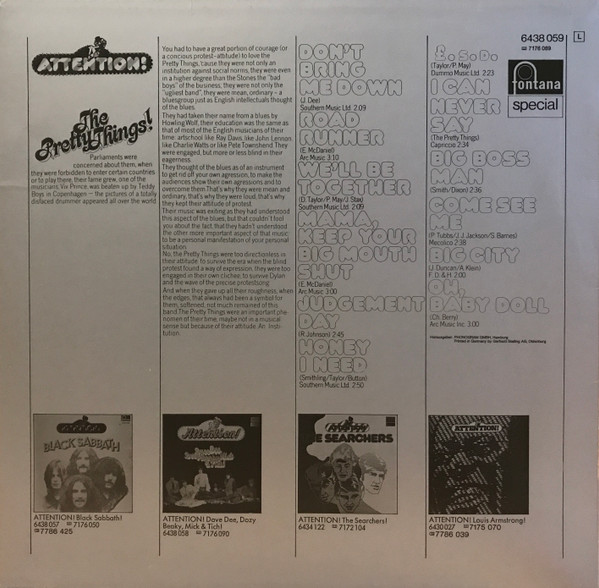 ATTENTION!
The
Pretty Things!
Parliaments were
concerned about them, when
they were forbidden to enter certain countries
or to play there, their fame grew, one of the
musicians, Viv Prince, was beaten up by Teddy
Boys in Copenhagen – the pictures of a totally
disfaced drummer appeared all over the world.
You had to have a great portion of courage (or
a concious protest-attitude) to love the
Pretty Things, 'cause they were not only an
institution against social norms, they were even
in a higher degree than the Stones the "bad
boys" of the business, they were not only the
"ugliest band", they were mean, ordinary – a
bluesgroup just as English intellectuals thought
of the blues.
They had taken their name from a blues by
Howling Wolf, their education was the same as
that of most of the English musicians of their
time: artschool like Ray Davis, like John Lennon,
like Charlie Watts or like Pete Townshend. They
were engaged, but more or less blind in their
eagerness.
They thought of the blues as of an instrument
to get rid off your own agression, to make the
audiences show their own agressions and to
overcome them. That's why they were mean and
ordinary, that's why they were loud, that's why
they kept their attitude of protest.
Their music was exiting as they had understood
this aspect of the blues, but that couldn't fool
you about the fact, that they hadn't understood
the other more important aspect of that music:
to be a personal manifestation of your personal
situation.
No, the Pretty Things were too directionless in
their attitude to survive the era when the blind
protest found a way of expression, they were too
engaged in their own clichee, to survive Dylan
and the wave of the precise protestsong.
And when they gave up all their roughness, when
the edges, that always had been a symbol for
them, softened, not much remained of this
band. The Pretty Things were an important phe-
nomen of their time, maybe not in a musical
sense but because of their attitude: An Insti-
tution.
DON'T
BRING
ME DOWN
(J. Dee)
Southern Music Ltd. 2:09
ROAD
RUNNER
(E. McDaniel)
Arc Music 3:10
WE'LL BE
TOGETHER
(D. Taylor/P. May/J. Stax)
Southern Music Ltd. 2:09
MAMA,
KEEP YOUR
BIG MOUTH
SHUT
(E. McDaniel)
Arc Music 3:00
JUDGEMENT
DAY
(R. Johnson) 2:45
HONEY
I NEED
(Smithling/Taylor/Button)
Southern Music Ltd. 2:50
6438 059 L
7176 089
fontana
special
£.S.D.
(Taylor/P. May)
Dammo Music Ltd. 2:23
I CAN
NEVER
SAY
(The Pretty Things)
Capriccio 2:34
BIG BOSS
MAN
(Smith/Dixon) 2:36
COME SEE
ME
(P. Tubbs/J. J. Jackson/S. Barnes)
Mecolico 2:38
BIG CITY
(J. Duncan/A. Klein)
F. D. & H. 2:00
OH,
BABY DOLL
(Ch. Berry)
Arc Music inc. 3:00
Printed in Germany by
ATTENTION!
BLACK SABBATH
ATTENTION! Black Sabbath!
6438 057 7176 050
7786 425
Attention!
ATTENTION! Dave Dee, Dozy
Beaky, Mick & Tich!
6438 058 7176 090
Attention!
THE SEARCHERS
ATTENTION! The Searchers!
6434 122 7172 104
ATTENTION!
ATTENTION! Louis Armstrong!
6430 027 7175 070
7786 039